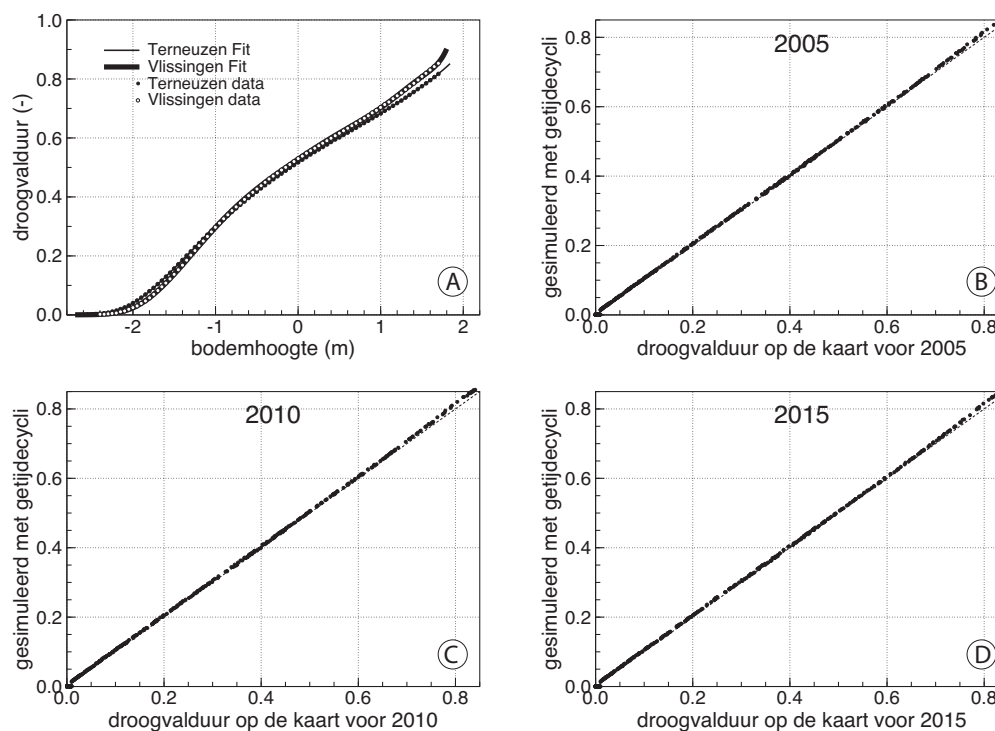 1.0
0.8
0.6
0.4
0.2
0.0
droogvalduur (-)
Terneuzen Fit
Vlissingen Fit
Terneuzen data
Vlissingen data
A
-2
-1
0
1
2
bodemhoogte (m)
0.8
0.6
0.4
0.2
0.0
gesimuleerd met getijdecycli
2005
B
0.0
0.2
0.4
0.6
0.8
droogvalduur op de kaart voor 2005
0.8
0.6
0.4
0.2
0.0
gesimuleerd met getijdecycli
2010
C
0.0
0.2
0.4
0.6
0.8
droogvalduur op de kaart voor 2010
0.8
0.6
0.4
0.2
0.0
gesimuleerd met getijdecycli
2015
D
0.0
0.2
0.4
0.6
0.8
droogvalduur op de kaart voor 2015